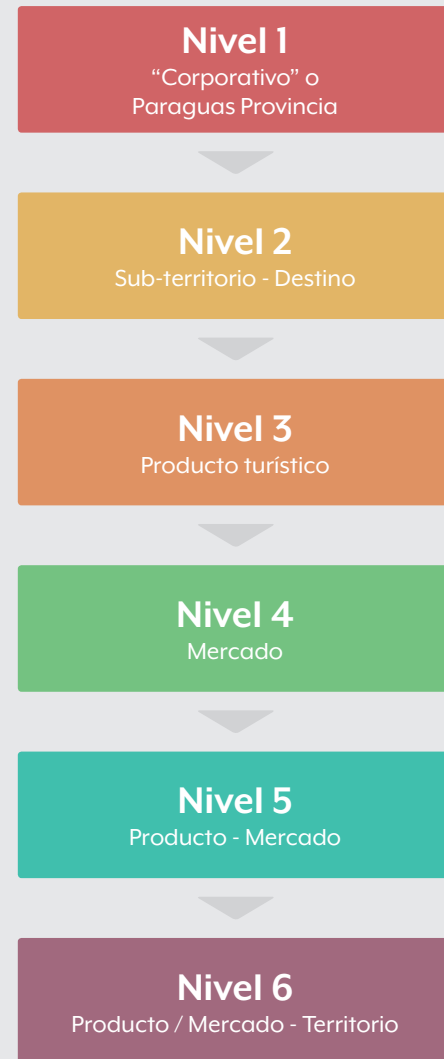 Nivel 1
“Corporativo” o
Paraguas Provincia
Nivel 2
Sub-territorio - Destino
Nivel 3
Producto turístico
Nivel 4
Mercado
Nivel 5
Producto - Mercado
Nivel 6
Producto / Mercado - Territorio